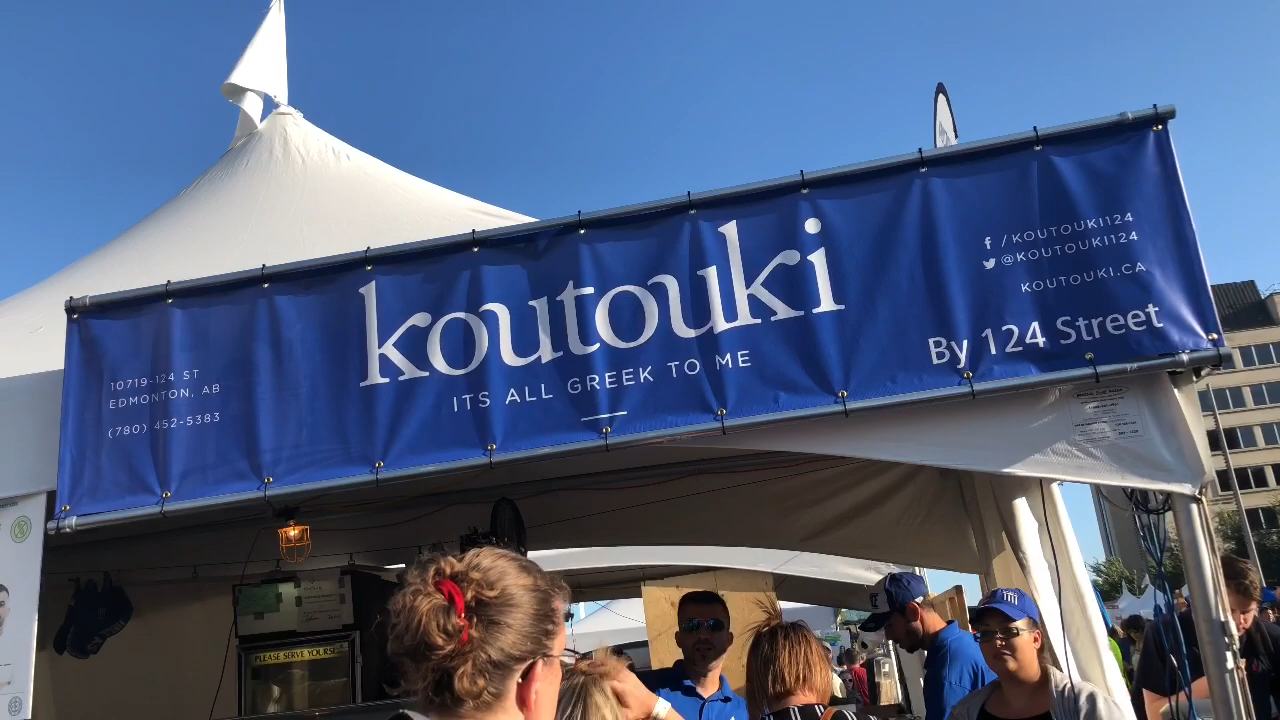 koutouki
ITS ALL GREEK TO ME
10719-124 ST
EDMONTON, AB
(780) 452-5383
f /KOUTOUKI124
@KOUTOUKI124
KOUTOUKI.CA
By 124 Street
PLEASE SERVE YOURSE